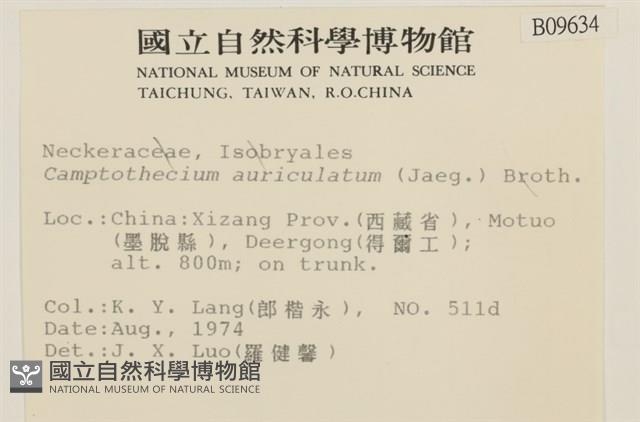 B09634
國立自然科學博物館
NATIONAL MUSEUM OF NATURAL SCIENCE
TAICHUNG, TAIWAN, R.O.CHINA
Neckeraceae, Isobryales
Camptothecium auriculatum (Jaeg.) Broth.
Loc.:China:Xizang Prov.(西藏省), Motuo
(墨脫縣), Deergong(得爾工);
alt. 800m; on trunk.
Col.:K. Y. Lang(郎楷永), NO. 511d
Date:Aug., 1974
Det.:J. X. Luo(羅健馨)
國立自然科學博物館
NATIONAL MUSEUM OF NATURAL SCIENCE